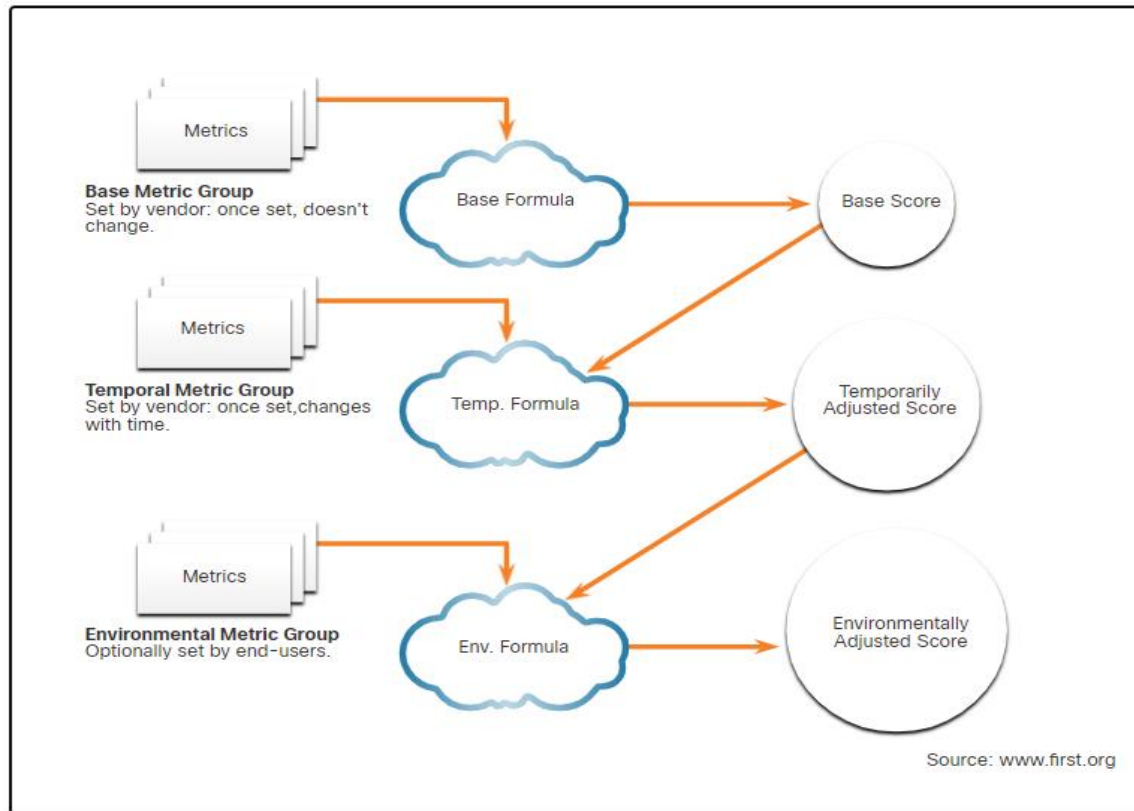 Metrics
Base Metric Group
Set by vendor: once set, doesn't
change.
Base Formula
Base Score
Metrics
Temporal Metric Group
Set by vendor: once set,changes
with time.
Temp. Formula
Temporarily
Adjusted Score
Metrics
Environmental Metric Group
Optionally set by end-users.
Env. Formula
Environmentally
Adjusted Score
Source: www.first.org